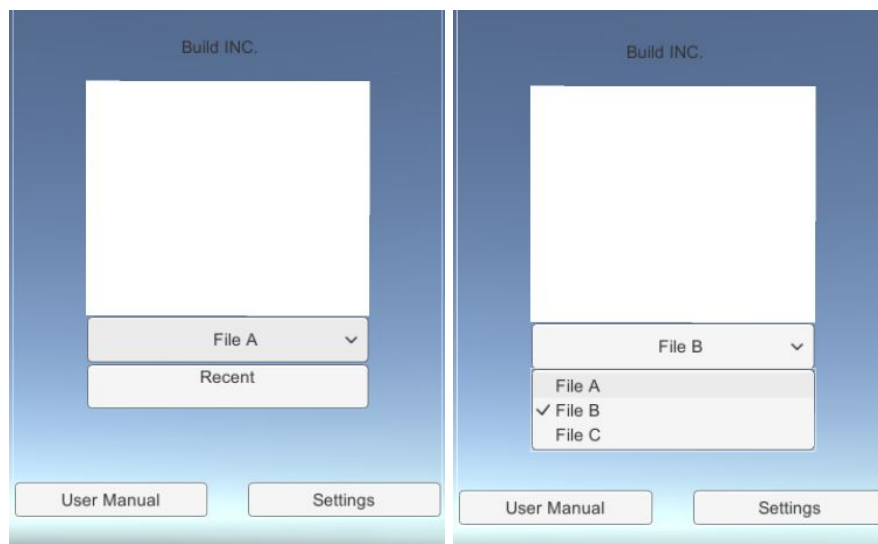 Build INC.
File A
Recent
User Manual
Settings
Build INC.
File B
File A
File B
File C
User Manual
Settings